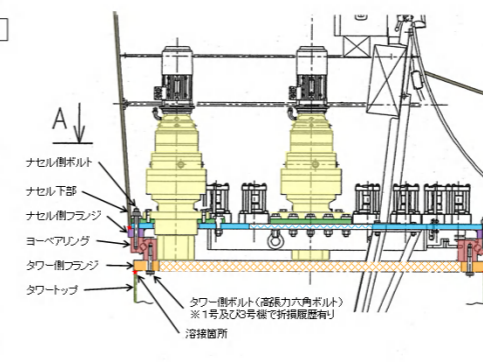 A
ナセル側ボルト
ナセル下部
ナセル側フランジ
ヨーベアリング
タワー側フランジ
タワートップ
タワー側ボルト(高張力六角ボルト)
※1号及び3号機で折損履歴有り
溶接箇所